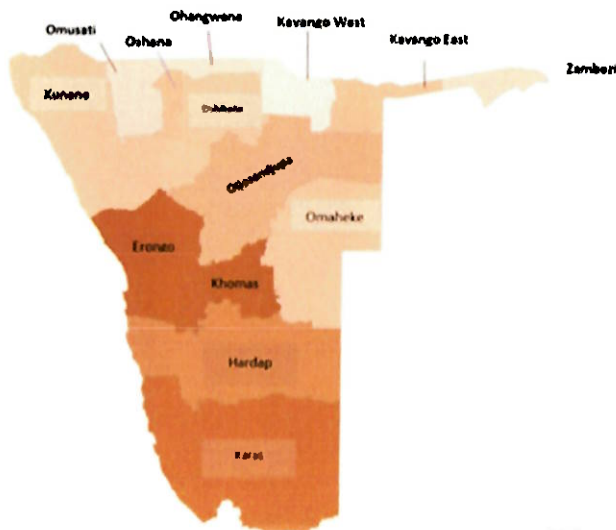 Ohangwena
Kavango West
Omusati
Oshana
Kavango East
Zambezi
Kunene
Otjozondjupa
Omaheke
Erongo
Khomas
Hardap
Karas